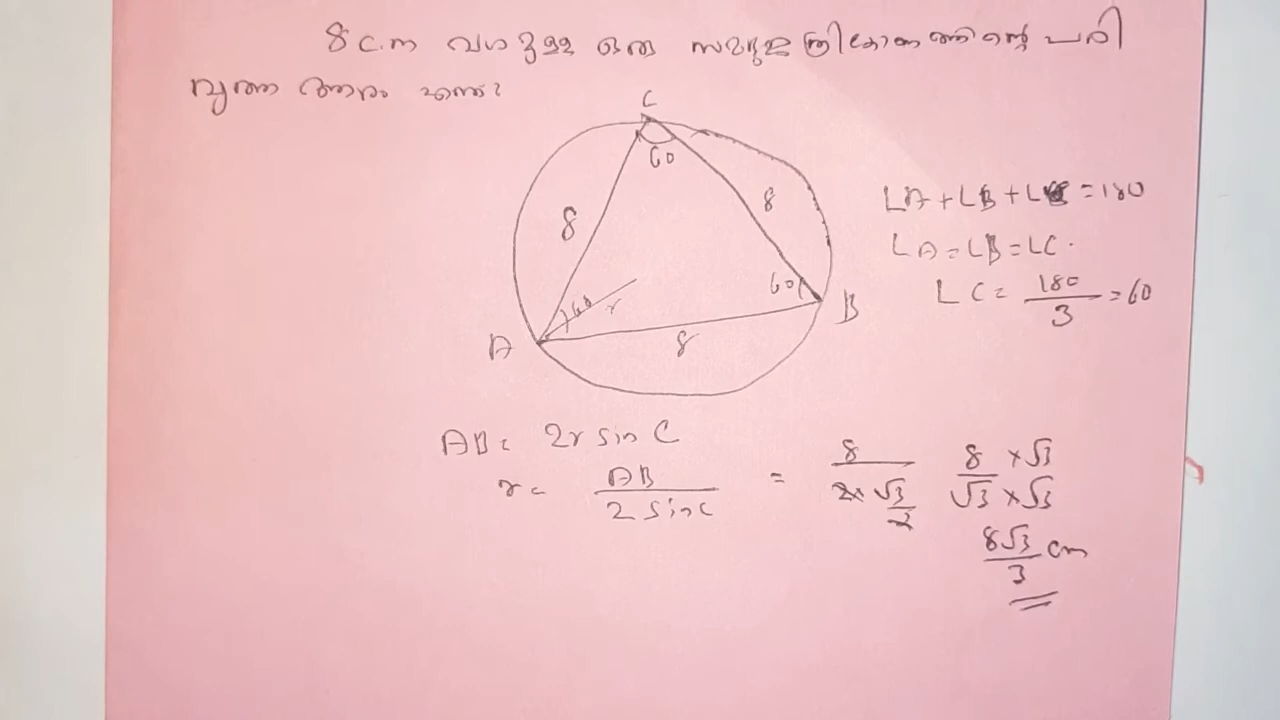 8 c.m വശമുള്ള ഒരു സമഭുജ ത്രികോണത്തിന്റെ പരി
വൃത്ത ആരം എന്ത്?
C
60
8
8
60
60
r
A
8
B
∠A+∠B+∠C=180
∠A=∠B=∠C.
∠C= 180/3 =60
AB= 2r sin C
r= AB/2 sin C = 8/(2×√3/2) 8×√3/√3×√3
8√3/3 cm